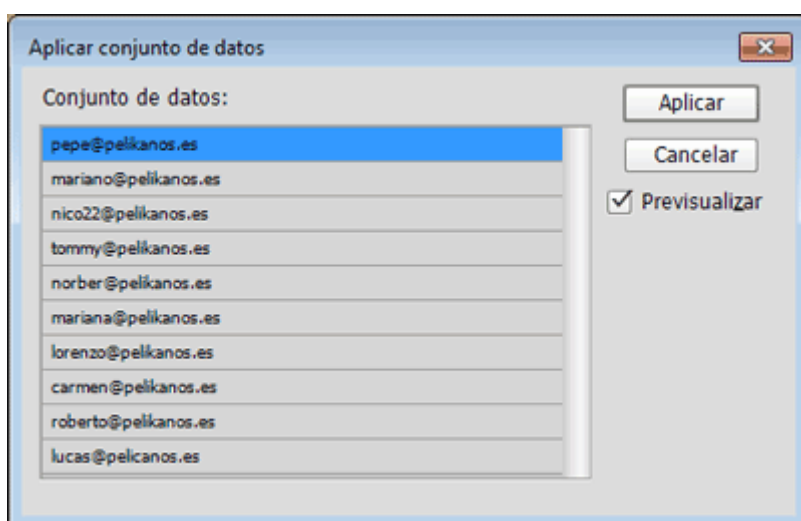 Aplicar conjunto de datos
Conjunto de datos:
Aplicar
pepe@pelikanos.es
Cancelar
mariano@pelikanos.es
Previsualizar
nico22@pelikanos.es
tommy@pelikanos.es
norber@pelikanos.es
mariana@pelikanos.es
lorenzo@pelikanos.es
carmen@pelikanos.es
roberto@pelikanos.es
lucas@pelicanos.es